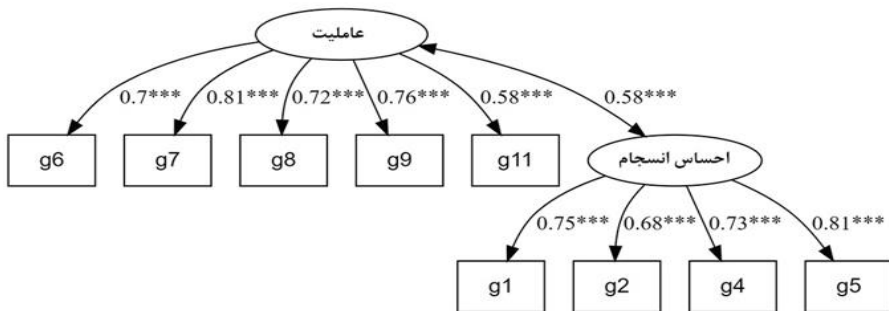 عاملیت
0.7*** 0.81*** 0.72*** 0.76*** 0.58*** 0.58***
g6 g7 g8 g9 g11
احساس انسجام
0.75*** 0.68*** 0.73*** 0.81***
g1 g2 g4 g5